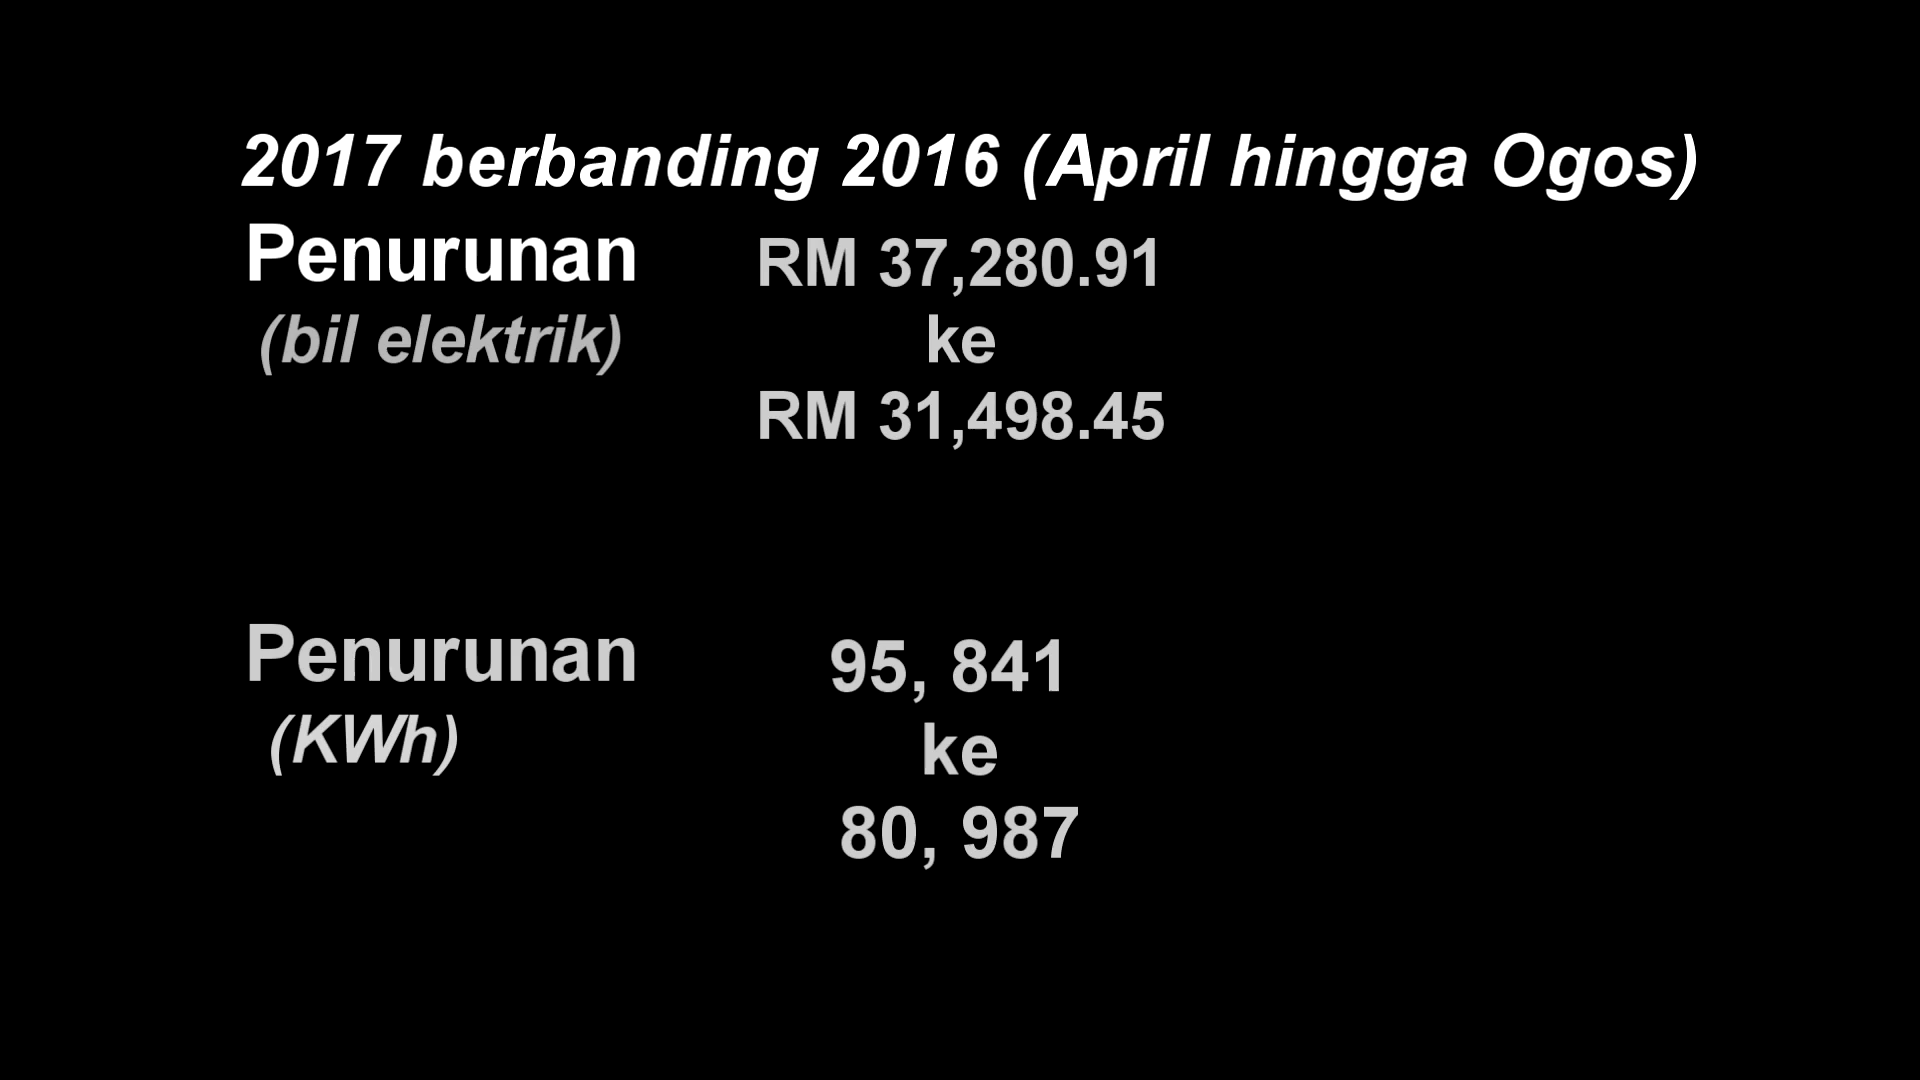 2017 berbanding 2016 (April hingga Ogos)
Penurunan
(bil elektrik)
RM 37,280.91
ke
RM 31,498.45
Penurunan
(KWh)
95, 841
ke
80, 987